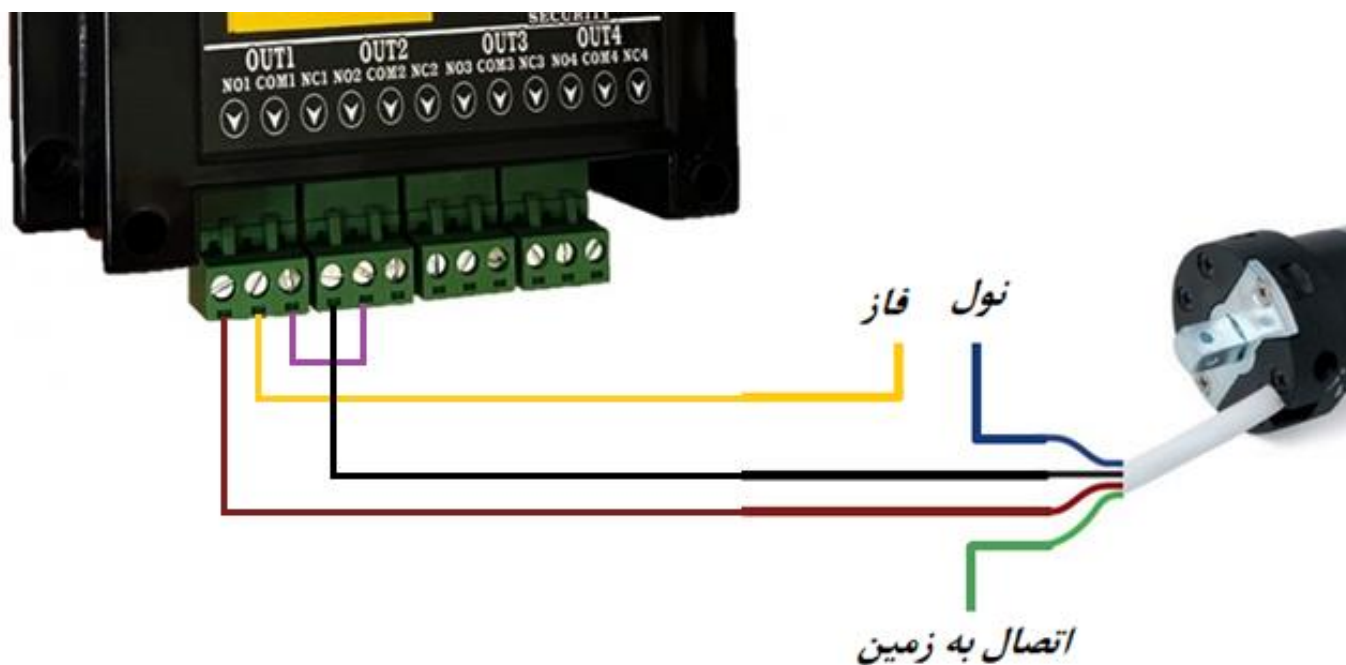 SECURITY
OUT1 OUT2 OUT3 OUT4
NO1 COM1 NC1 NO2 COM2 NC2 NO3 COM3 NC3 NO4 COM4 NC4
فاز نول
اتصال به زمین